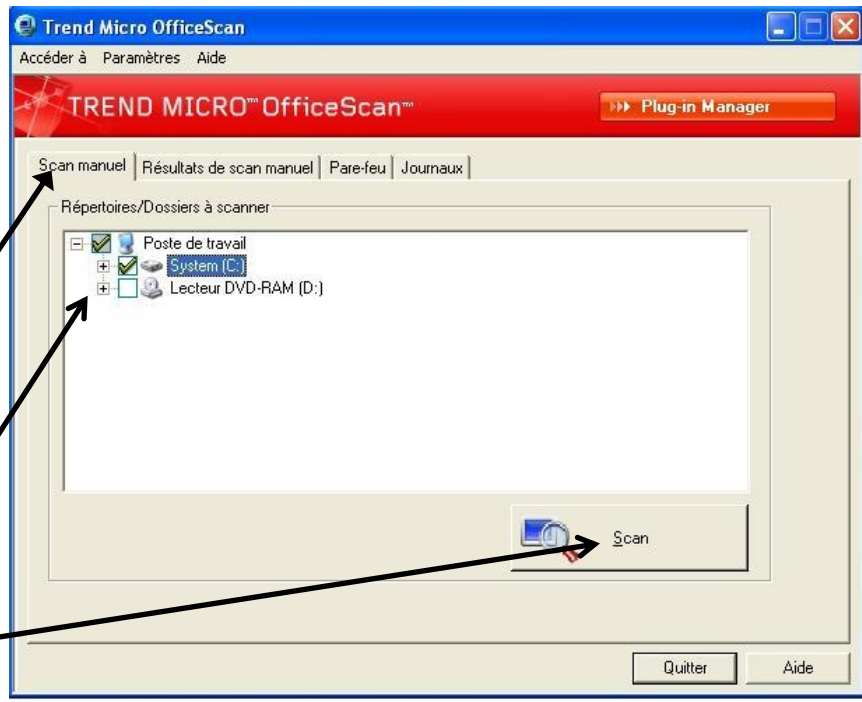 Trend Micro OfficeScan
Accéder à Paramètres Aide
TREND MICRO™ OfficeScan™
Plug-in Manager
Scan manuel Résultats de scan manuel Pare-feu Journaux
Répertoires/Dossiers à scanner
Poste de travail
System (C:)
Lecteur DVD-RAM (D:)
Scan
Quitter Aide